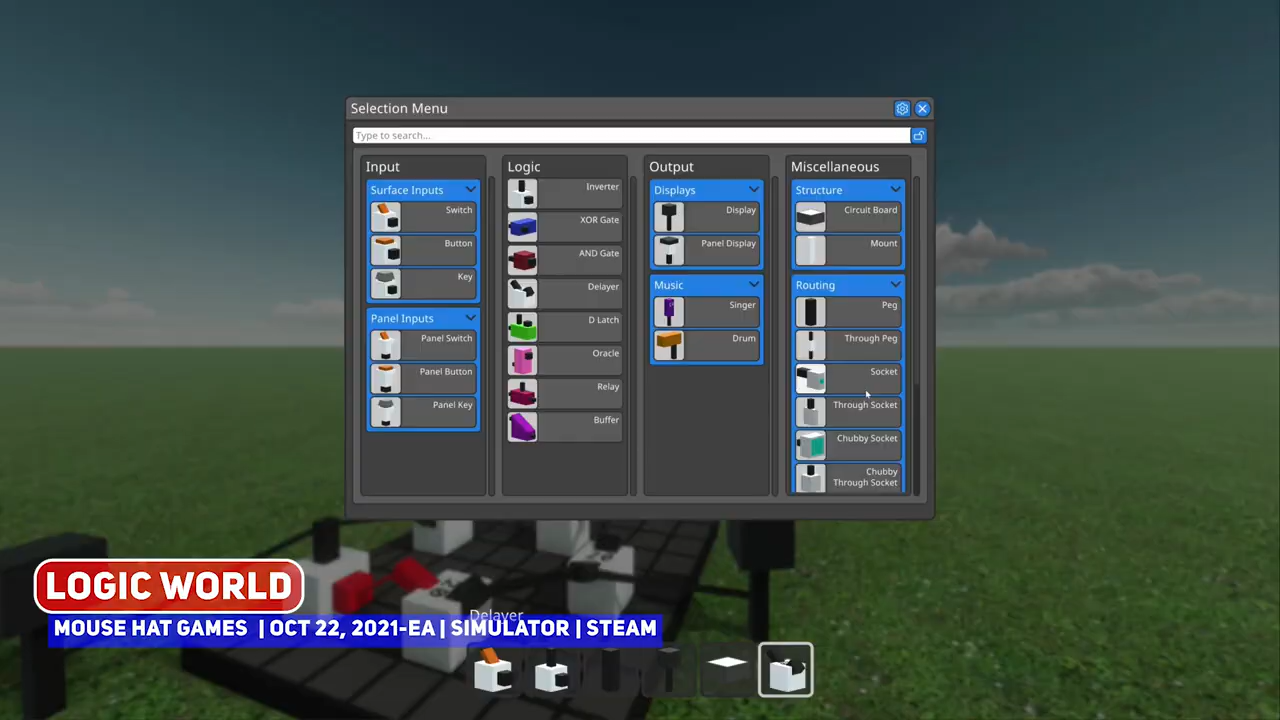 Selection Menu
Type to search...
Input
Surface Inputs
Switch
Button
Key
Panel Inputs
Panel Switch
Panel Button
Panel Key
Logic
Inverter
XOR Gate
AND Gate
Delayer
D Latch
Oracle
Relay
Buffer
Output
Displays
Display
Panel Display
Music
Singer
Drum
Miscellaneous
Structure
Circuit Board
Mount
Routing
Peg
Through Peg
Socket
Through Socket
Chubby Socket
Chubby
Through Socket
LOGIC WORLD
Delayer
MOUSE HAT GAMES | OCT 22, 2021-EA | SIMULATOR | STEAM